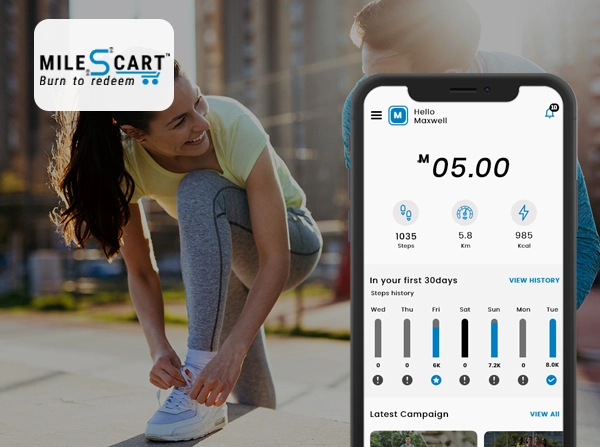 MILESCART™
Burn to redeem
Hello
Maxwell
M
10
M 05.00
1035
Steps
5.8
Km
985
Kcal
In your first 30days
VIEW HISTORY
Steps history
Wed Thu Fri Sat Sun Mon Tue
0 0 6K 0 7.2K 0 8.0K
Latest Campaign
VIEW All